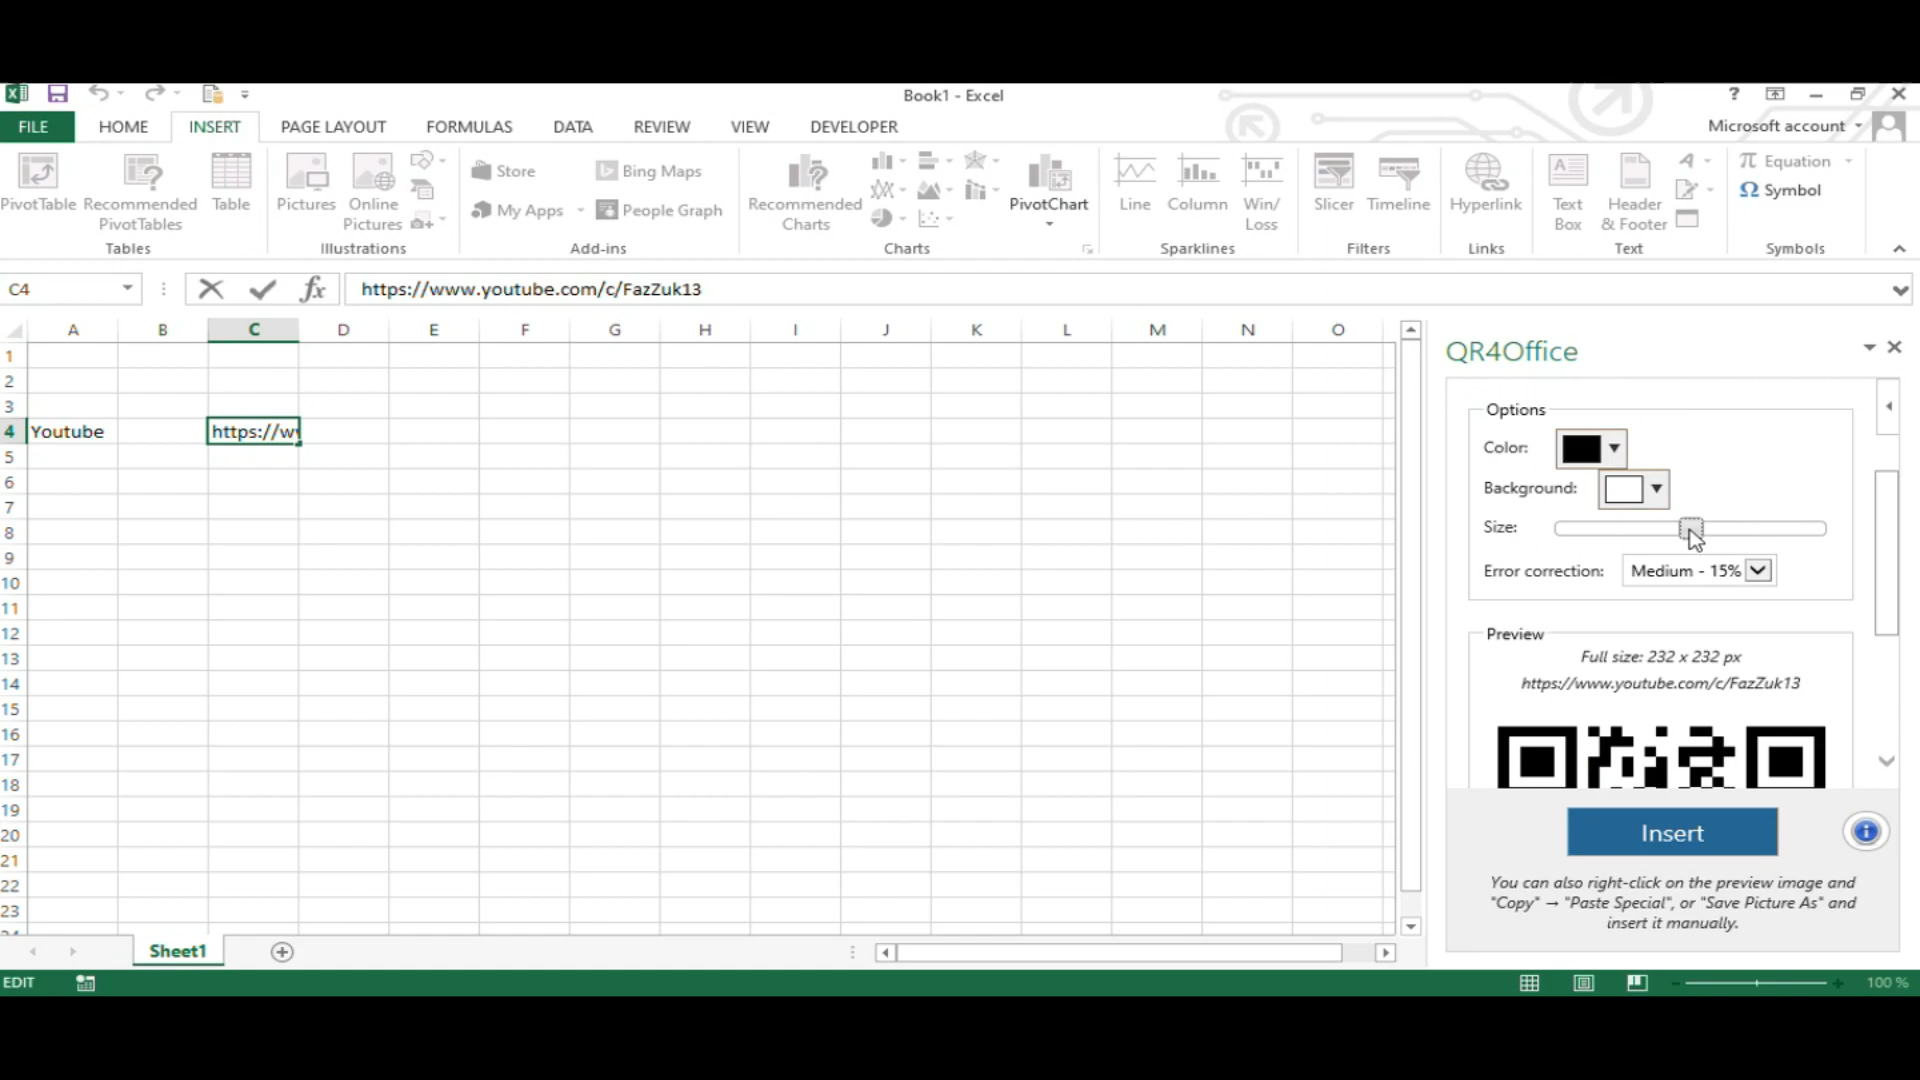 Book1 - Excel
?
FILE HOME INSERT PAGE LAYOUT FORMULAS DATA REVIEW VIEW DEVELOPER
Microsoft account
PivotTable
Recommended
PivotTables
Table
Tables
Pictures
Online
Pictures
Illustrations
Store
My Apps
Bing Maps
People Graph
Add-ins
Recommended
Charts
PivotChart
Charts
Line
Column
Win/
Loss
Sparklines
Slicer
Timeline
Filters
Hyperlink
Links
Text
Box
Header
& Footer
Text
Equation
Symbol
Symbols
C4
fx
https://www.youtube.com/c/FazZuk13
A B C D E F G H I J K L M N O
1
2
3
4 Youtube https://w
5
6
7
8
9
10
11
12
13
14
15
16
17
18
19
20
21
22
23
QR4Office
Options
Color:
Background:
Size:
Error correction: Medium - 15%
Preview
Full size: 232 x 232 px
https://www.youtube.com/c/FazZuk13
Insert
You can also right-click on the preview image and
"Copy" → "Paste Special", or "Save Picture As" and
insert it manually.
Sheet1
EDIT
100 %